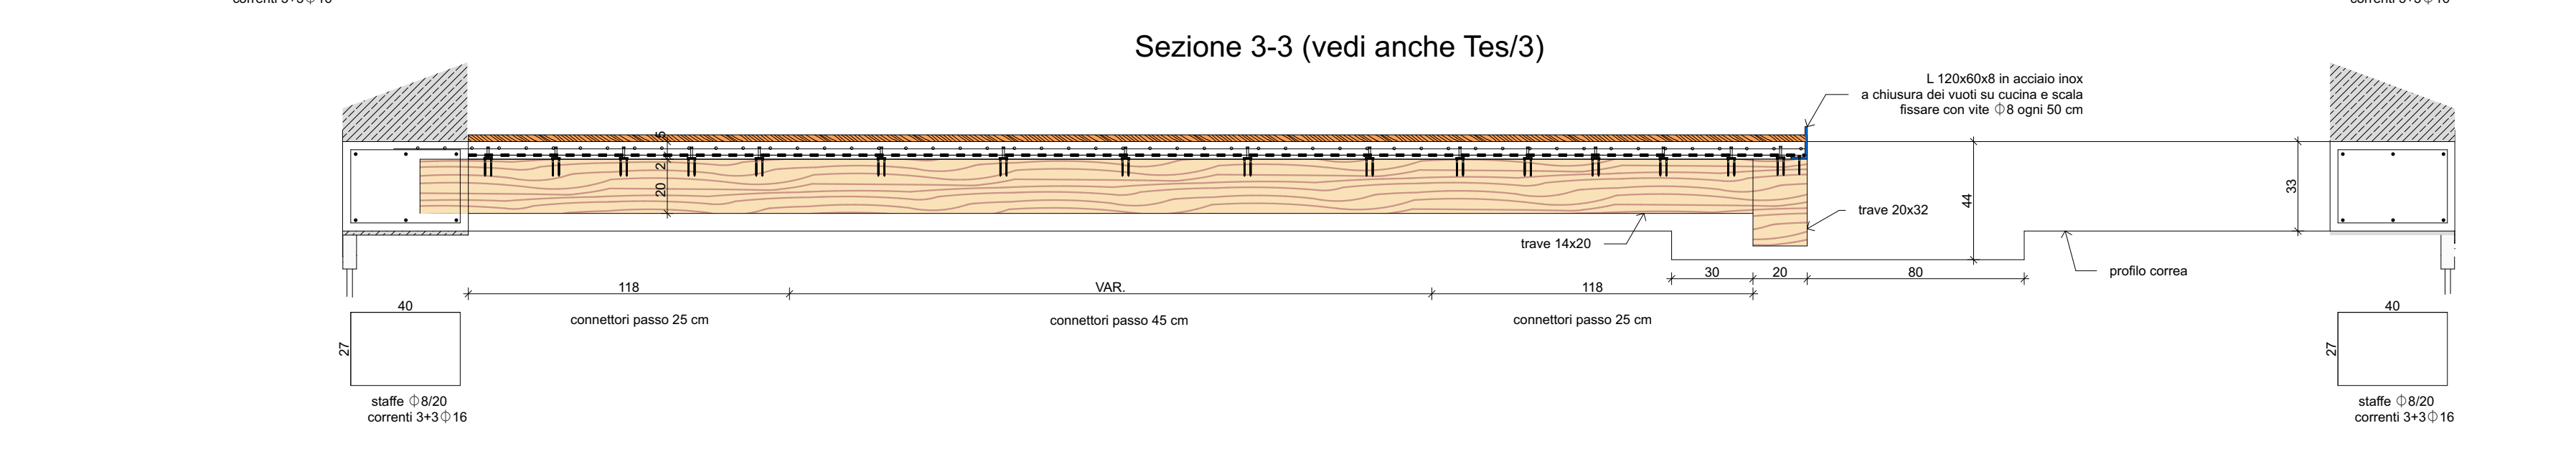 Sezione 3-3 (vedi anche Tes/3)
L 120x60x8 in acciaio inox
a chiusura dei vuoti su cucina e scala
fissare con vite Φ8 ogni 50 cm
5
2
20
44
33
trave 20x32
trave 14x20
profilo correa
30
20
80
118
VAR.
118
connettori passo 25 cm
connettori passo 45 cm
connettori passo 25 cm
40
27
staffe Φ8/20
correnti 3+3Φ16
40
27
staffe Φ8/20
correnti 3+3Φ16